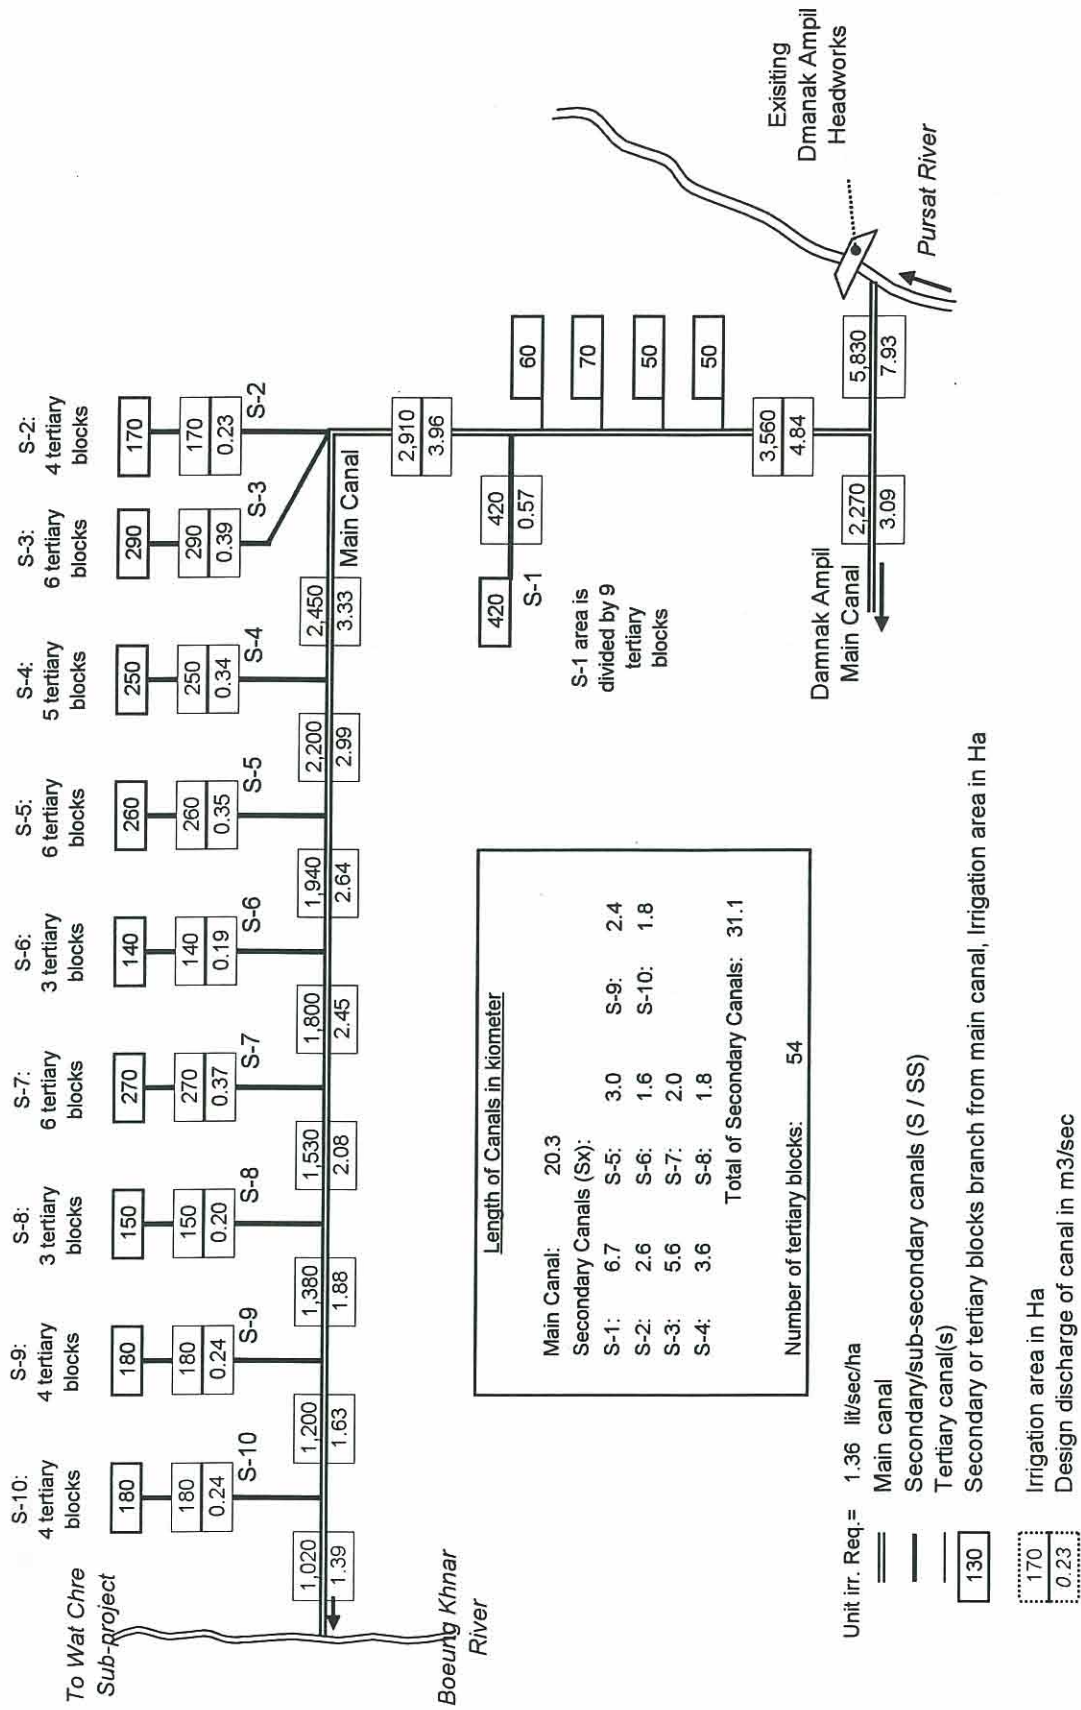 S-10:
4 tertiary
blocks
S-9:
4 tertiary
blocks
S-8:
3 tertiary
blocks
S-7:
6 tertiary
blocks
S-6:
3 tertiary
blocks
S-5:
6 tertiary
blocks
S-4:
5 tertiary
blocks
S-3:
6 tertiary
blocks
S-2:
4 tertiary
blocks
To Wat Chre
Sub-project
180
180
0.24
S-10
180
180
0.24
S-9
150
150
0.20
S-8
270
270
0.37
S-7
140
140
0.19
S-6
260
260
0.35
S-5
250
250
0.34
S-4
290
290
0.39
S-3
170
170
0.23
S-2
1,020
1.39
1,200
1.63
1,380
1.88
1,530
2.08
1,800
2.45
1,940
2.64
2,200
2.99
2,450
3.33
Main Canal
2,910
3.96
Boeung Khnar
River
420
420
0.57
S-1
S-1 area is
divided by 9
tertiary
blocks
60
70
50
50
3,560
4.84
Exisiting
Dmanak Ampil
Headworks
Damnak Ampil
Main Canal
2,270
3.09
5,830
7.93
Pursat River
Length of Canals in kiometer
Main Canal: 20.3
Secondary Canals (Sx):
S-1: 6.7 S-5: 3.0 S-9: 2.4
S-2: 2.6 S-6: 1.6 S-10: 1.8
S-3: 5.6 S-7: 2.0
S-4: 3.6 S-8: 1.8
Total of Secondary Canals: 31.1
Number of tertiary blocks: 54
Unit irr. Req.= 1.36 lit/sec/ha
Main canal
Secondary/sub-secondary canals (S / SS)
Tertiary canal(s)
130 Secondary or tertiary blocks branch from main canal, Irrigation area in Ha
170 Irrigation area in Ha
0.23 Design discharge of canal in m3/sec